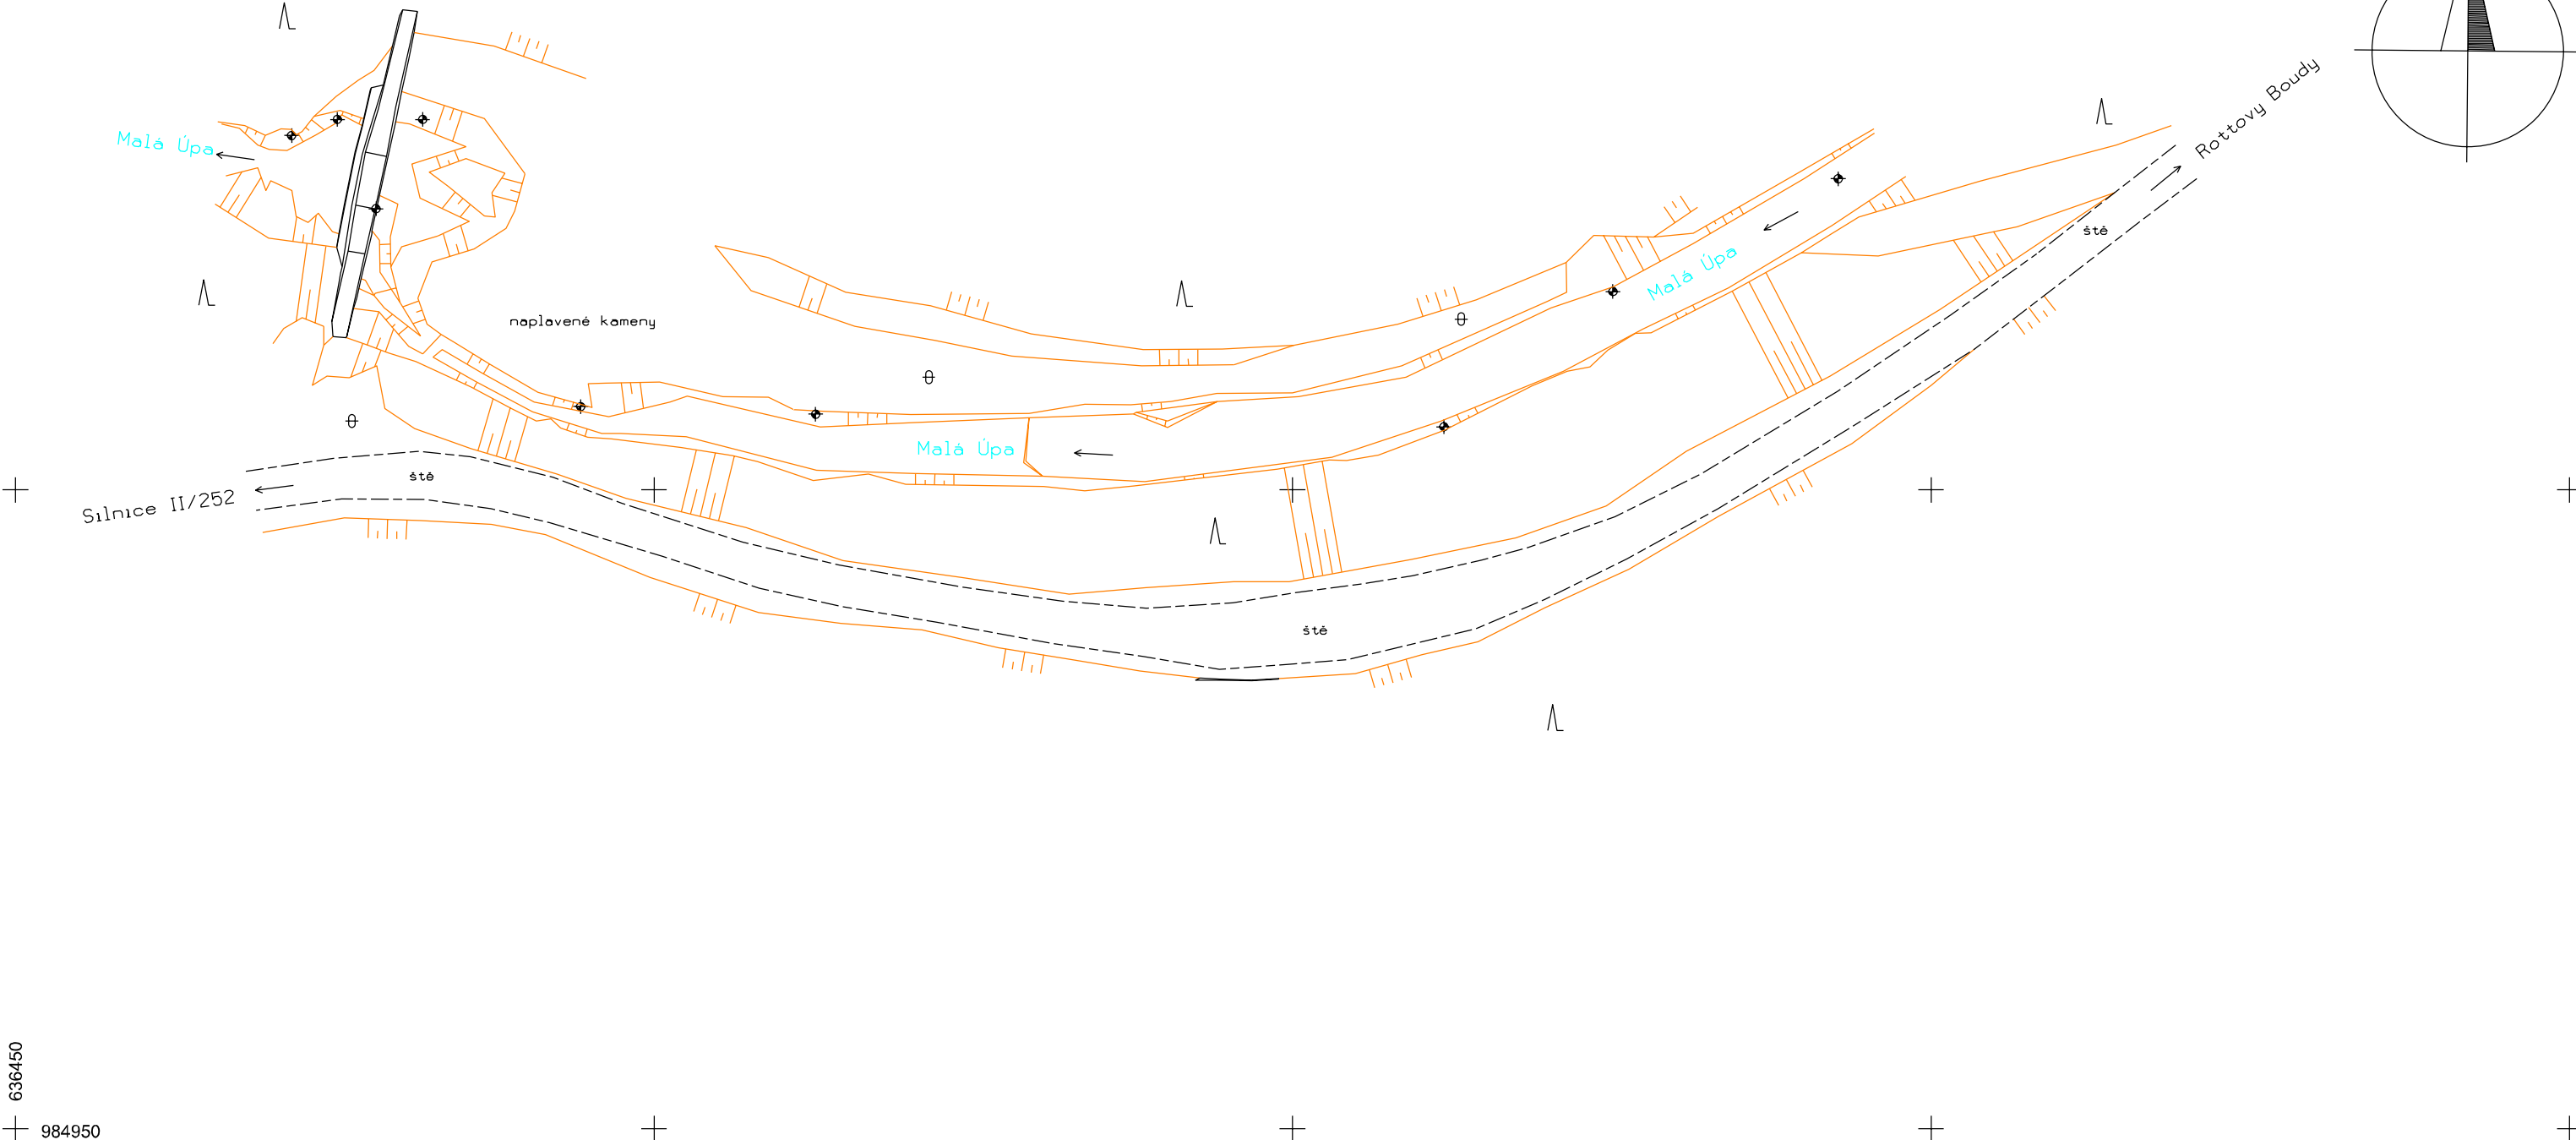 Rottovy Boudy
Malá Úpa
ště
Malá Úpa
naplavené kameny
Malá Úpa
ště
Silnice II/252
ště
636450
984950